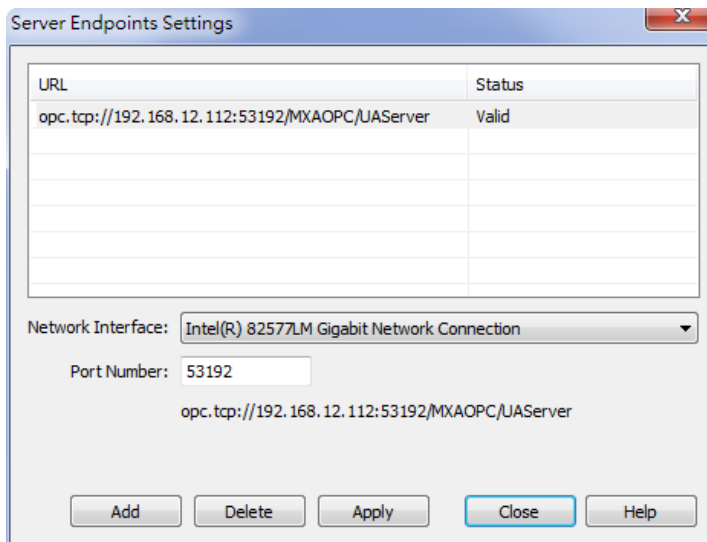 Server Endpoints Settings
URL Status
opc.tcp://192.168.12.112:53192/MXAOPC/UAServer Valid
Network Interface: Intel(R) 82577LM Gigabit Network Connection
Port Number: 53192
opc.tcp://192.168.12.112:53192/MXAOPC/UAServer
Add Delete Apply Close Help